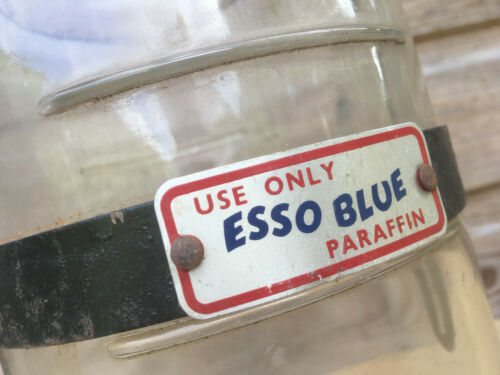 USE ONLY
ESSO BLUE
PARAFFIN